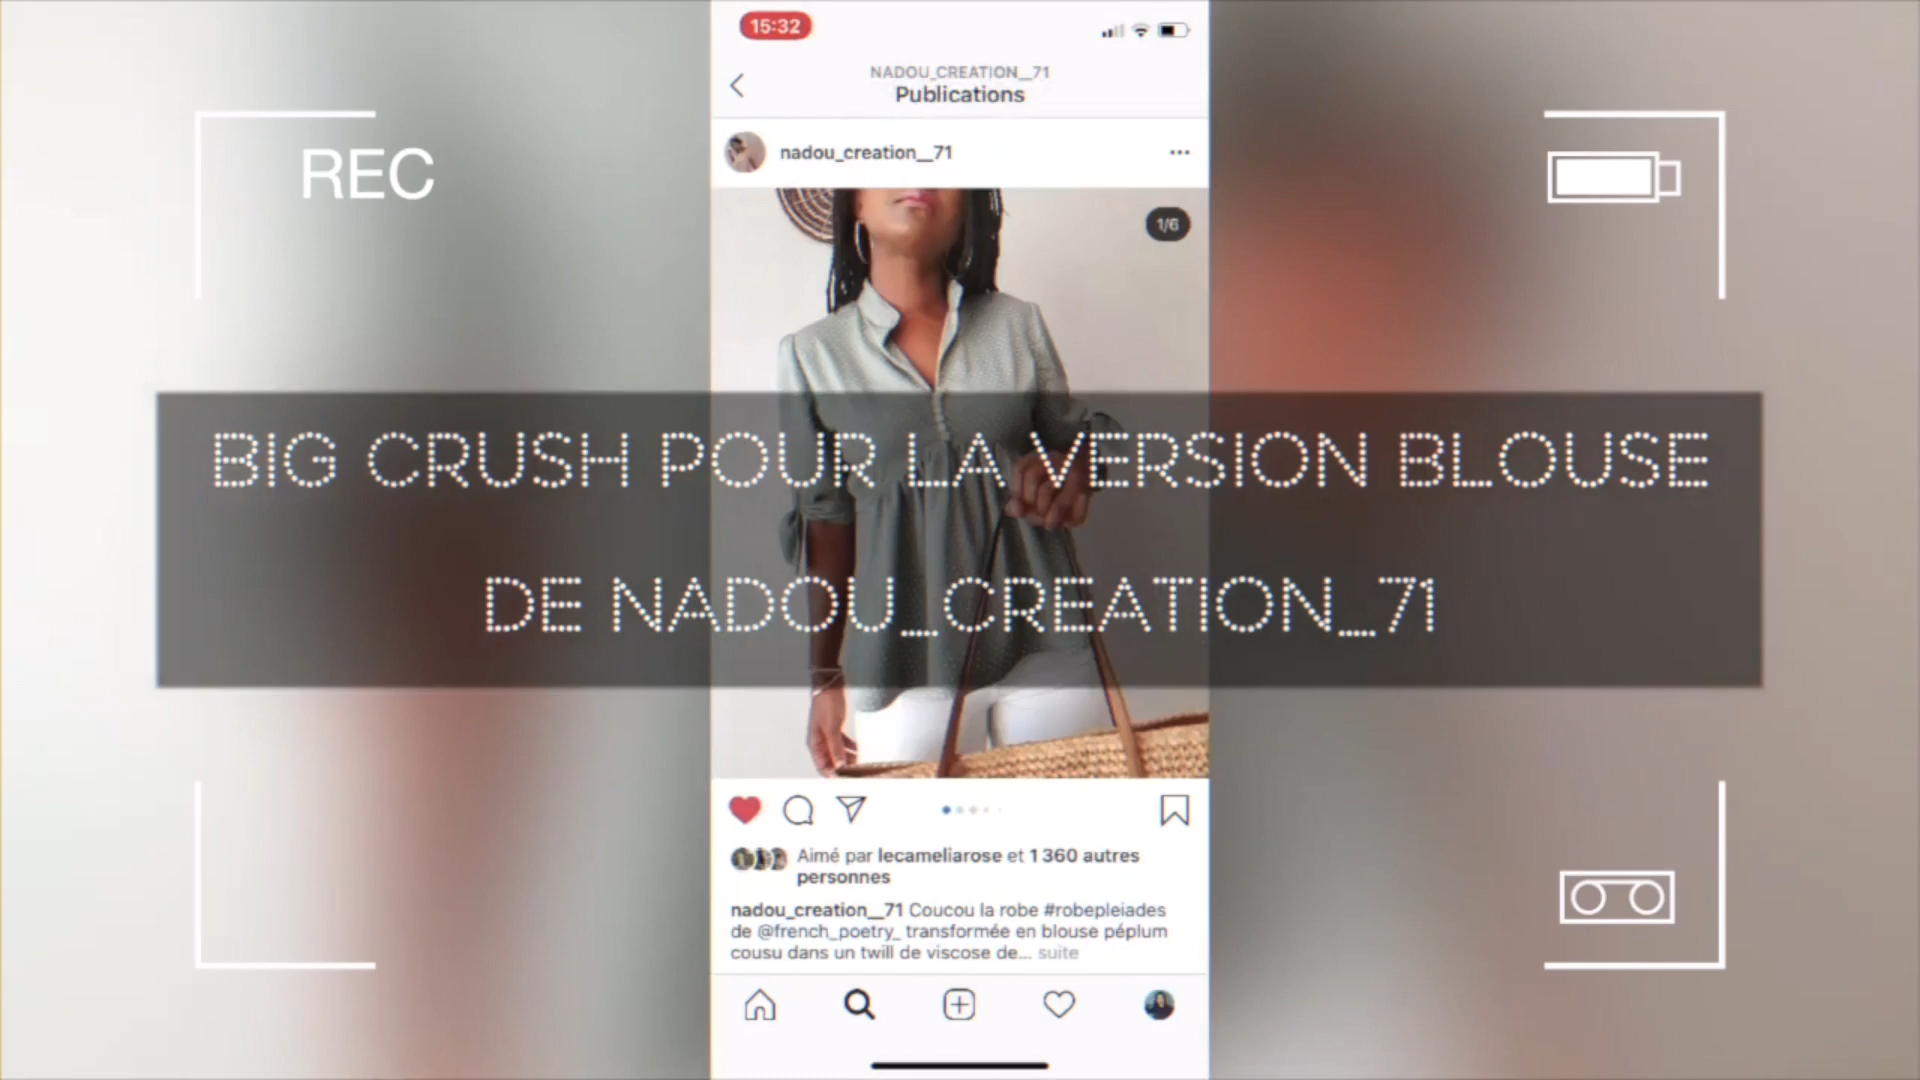 15:32
NADOU_CREATION__71
Publications
REC
nadou_creation__71
1/6
BIG CRUSH POUR LA VERSION BLOUSE
DE NADOU_CREATION_71
Aimé par lecameliarose et 1 360 autres
personnes
nadou_creation__71 Coucou la robe #robepleiades
de @french_poetry_ transformée en blouse péplum
cousu dans un twill de viscose de... suite